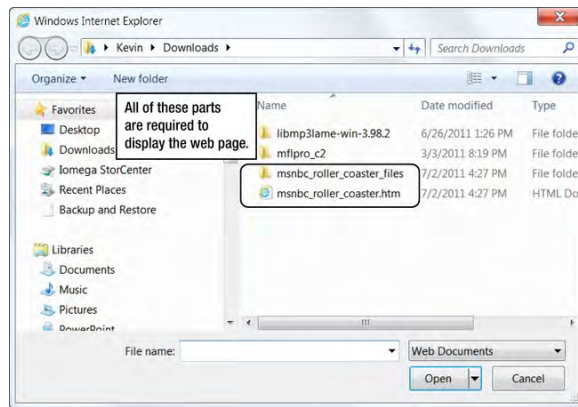 Windows Internet Explorer
Kevin Downloads Search Downloads
Organize New folder
Favorites
Desktop
Downloads
Iomega StorCenter
Recent Places
Backup and Restore
Libraries
Documents
Music
Pictures
PowerPoint
All of these parts
are required to
display the web page.
Name Date modified Type
libmp3lame-win-3.98.2 6/26/2011 1:26 PM File folde
mflpro_c2 3/3/2011 8:19 PM File folde
msnbc_roller_coaster_files 7/2/2011 4:27 PM File folde
msnbc_roller_coaster.htm 7/2/2011 4:27 PM HTML Do
File name: Web Documents
Open Cancel